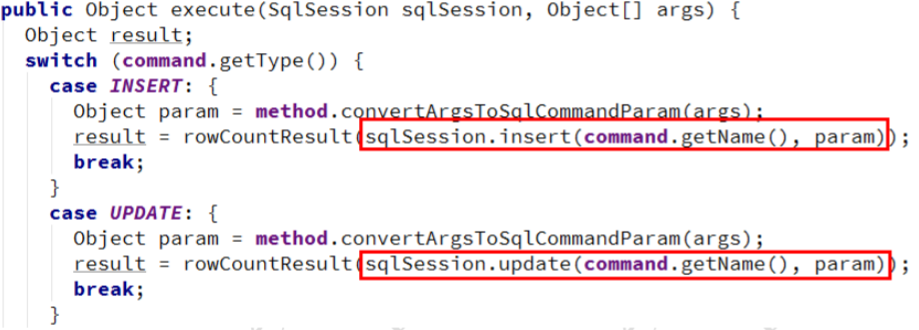 public Object execute(SqlSession sqlSession, Object[] args) {
Object result;
switch (command.getType()) {
case INSERT: {
Object param = method.convertArgsToSqlCommandParam(args);
result = rowCountResult(sqlSession.insert(command.getName(), param));
break;
}
case UPDATE: {
Object param = method.convertArgsToSqlCommandParam(args);
result = rowCountResult(sqlSession.update(command.getName(), param));
break;
}